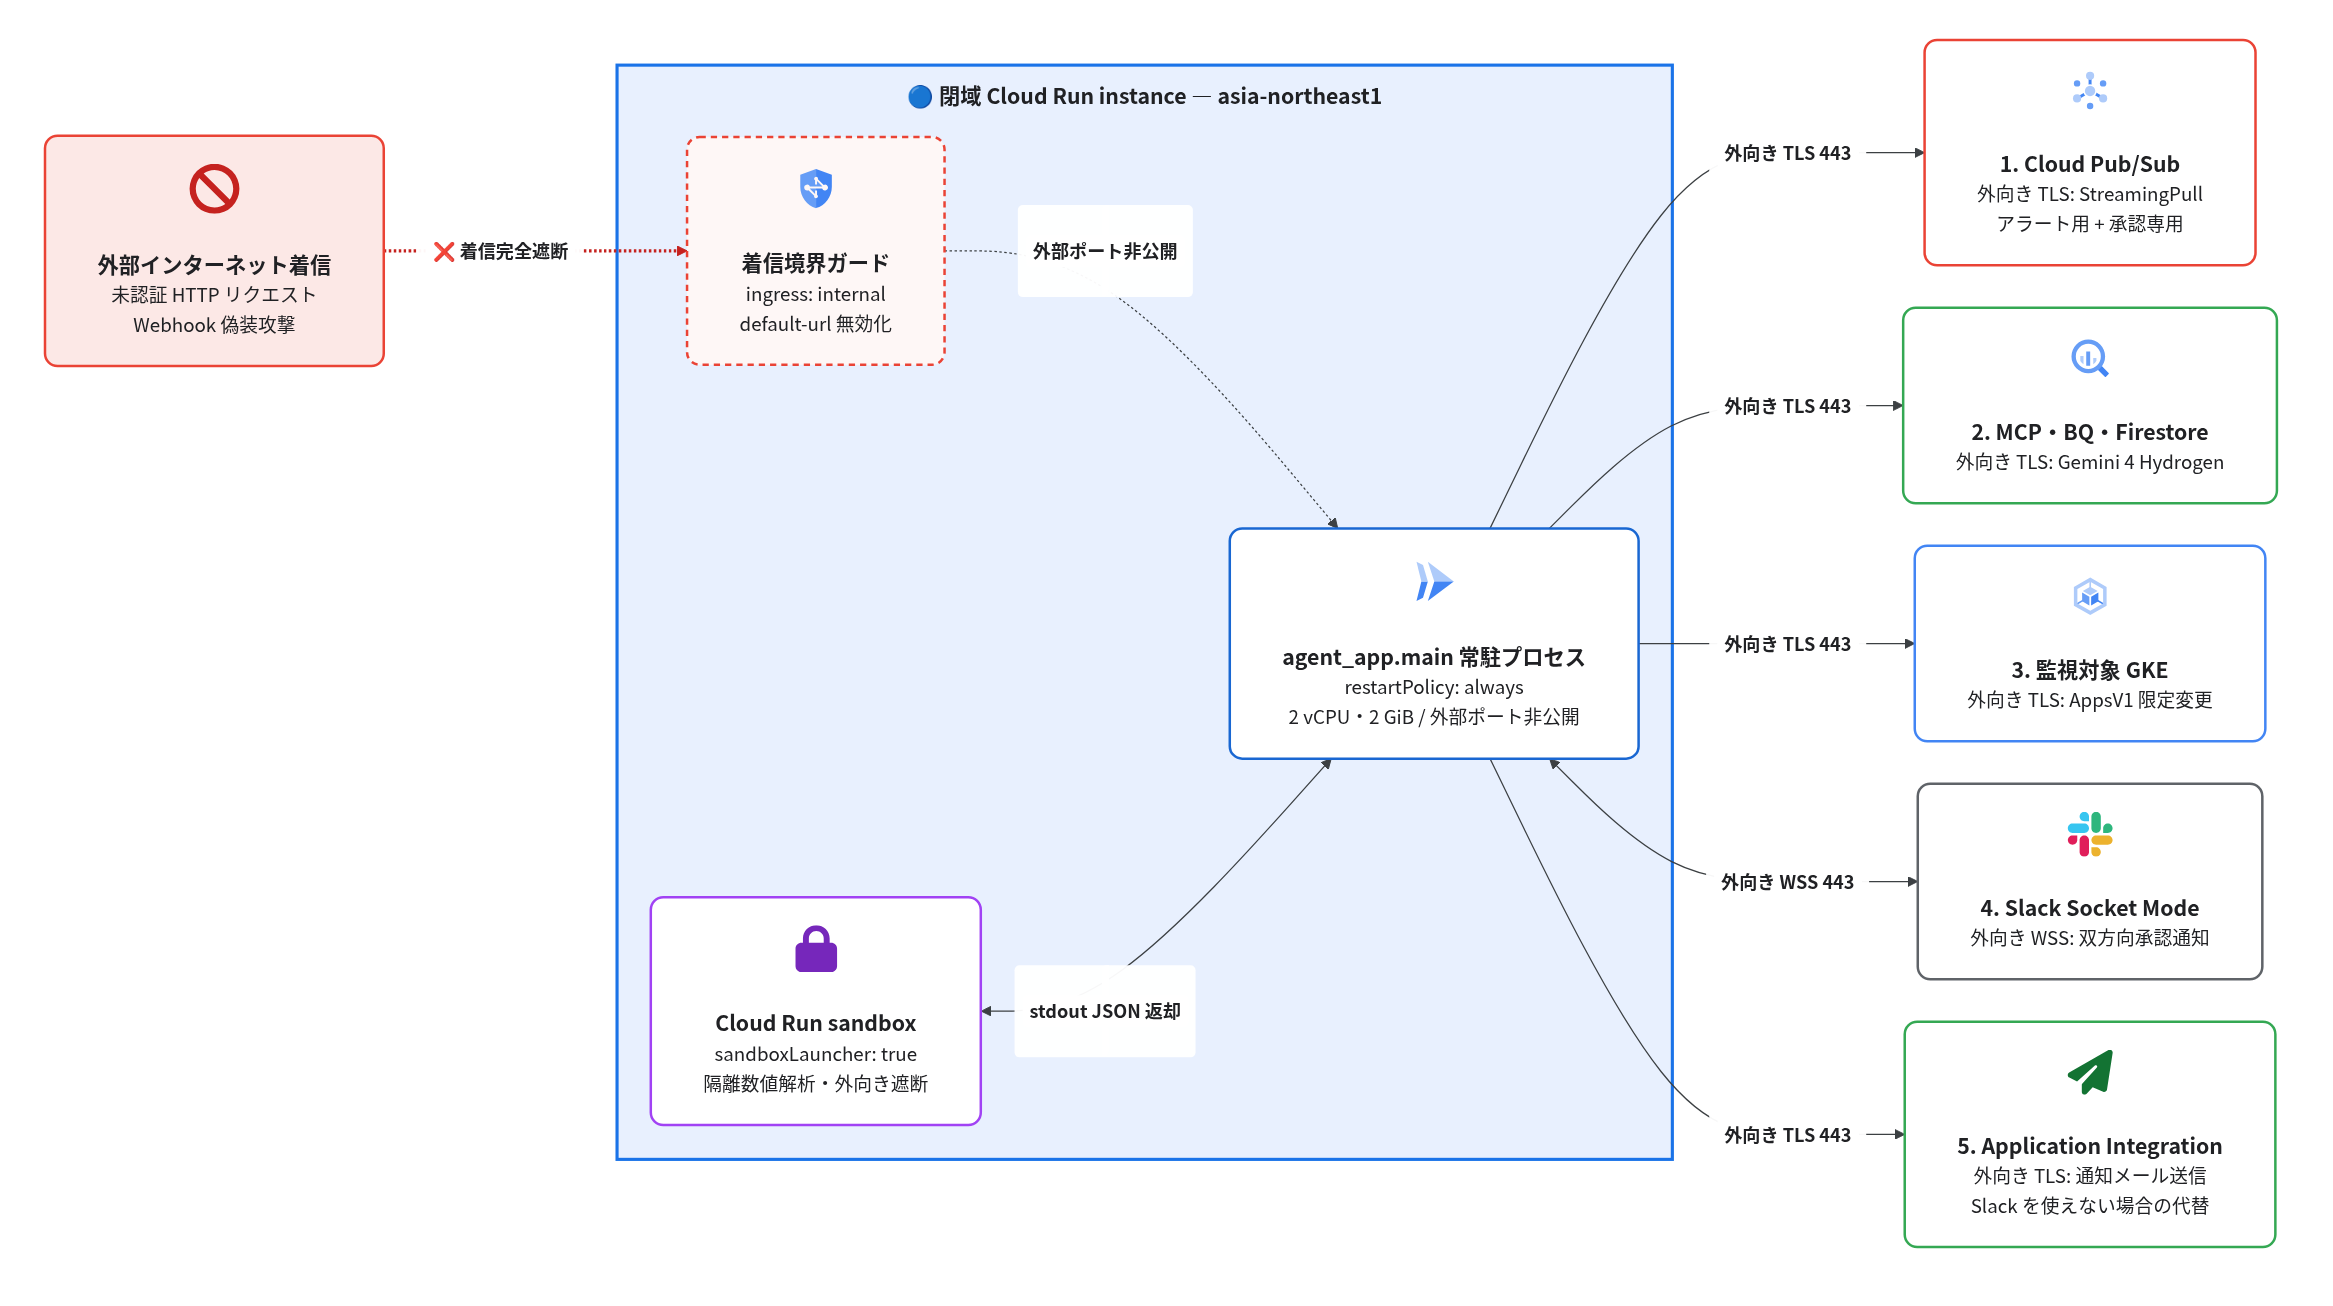 閉域 Cloud Run instance — asia-northeast1
外部インターネット着信
未認証 HTTP リクエスト
Webhook 偽装攻撃
❌ 着信完全遮断
着信境界ガード
ingress: internal
default-url 無効化
外部ポート非公開
agent_app.main 常駐プロセス
restartPolicy: always
2 vCPU・2 GiB / 外部ポート非公開
Cloud Run sandbox
sandboxLauncher: true
隔離数値解析・外向き遮断
stdout JSON 返却
外向き TLS 443
1. Cloud Pub/Sub
外向き TLS: StreamingPull
アラート用 + 承認専用
外向き TLS 443
2. MCP・BQ・Firestore
外向き TLS: Gemini 4 Hydrogen
外向き TLS 443
3. 監視対象 GKE
外向き TLS: AppsV1 限定変更
外向き WSS 443
4. Slack Socket Mode
外向き WSS: 双方向承認通知
外向き TLS 443
5. Application Integration
外向き TLS: 通知メール送信
Slack を使えない場合の代替